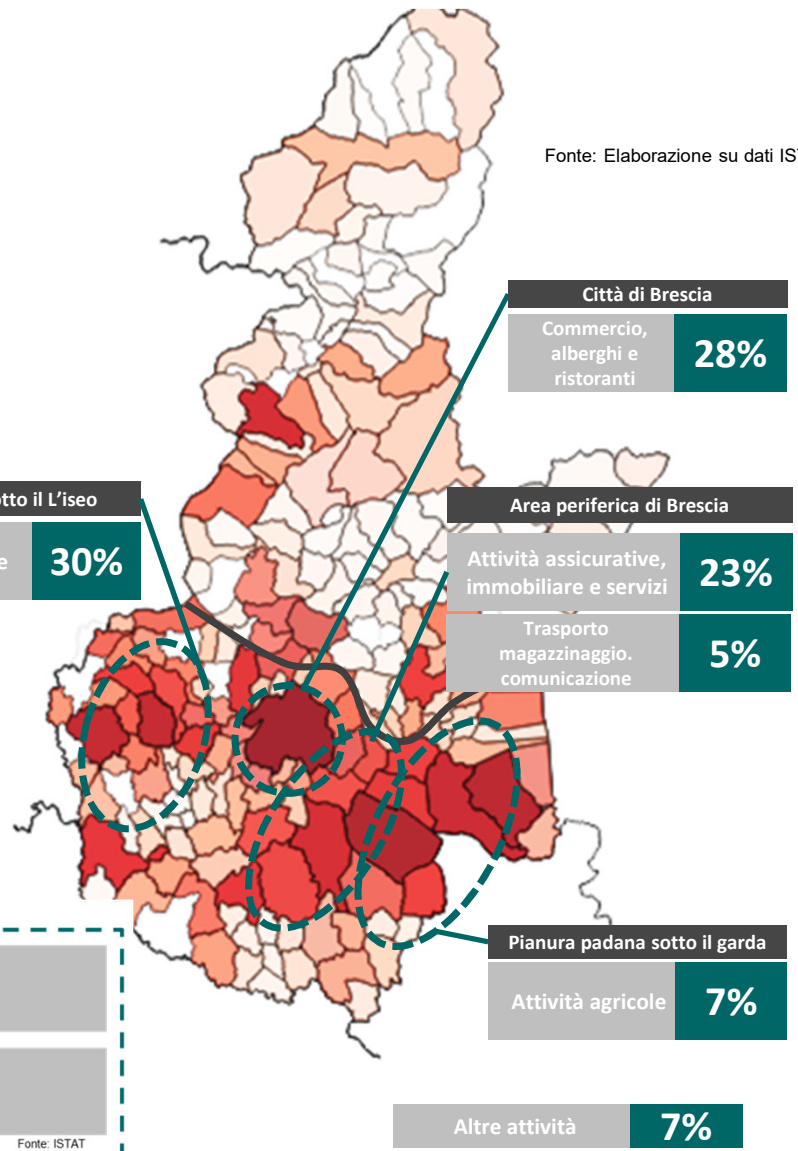 Fonte: Elaborazione su dati
Città di Brescia
Commercio,
alberghi e
ristoranti
28%
il L'iseo
30%
Area periferica di Brescia
Attività assicurative,
immobiliare e servizi
23%
Trasporto
magazzinaggio.
comunicazione
5%
Pianura padana sotto il garda
Attività agricole
7%
Altre attività
7%
Fonte: ISTAT